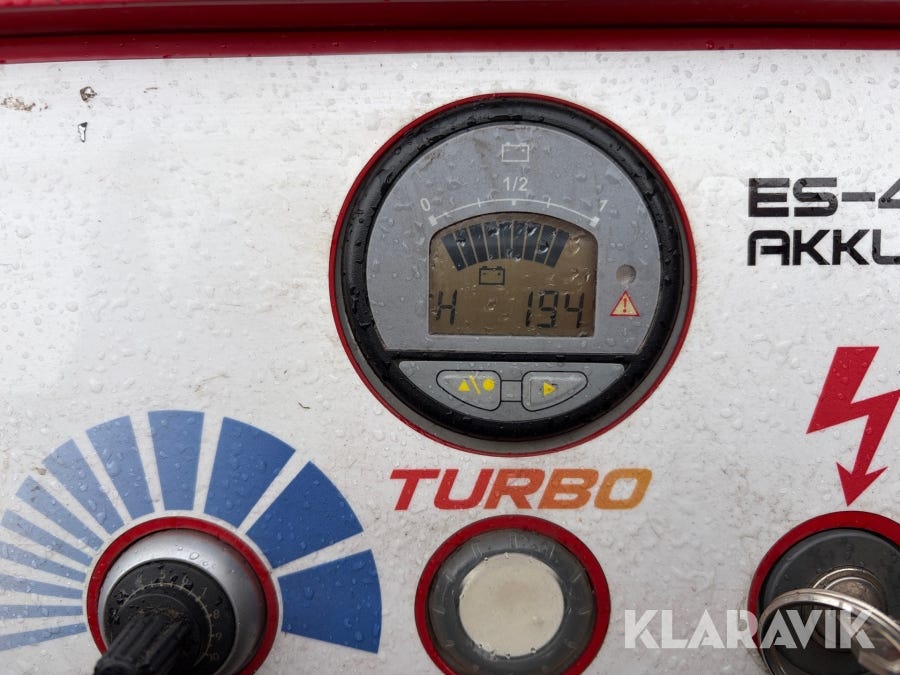 1/2
0 1
H 194
ES-4
AKKU
TURBO
KLARAVIK